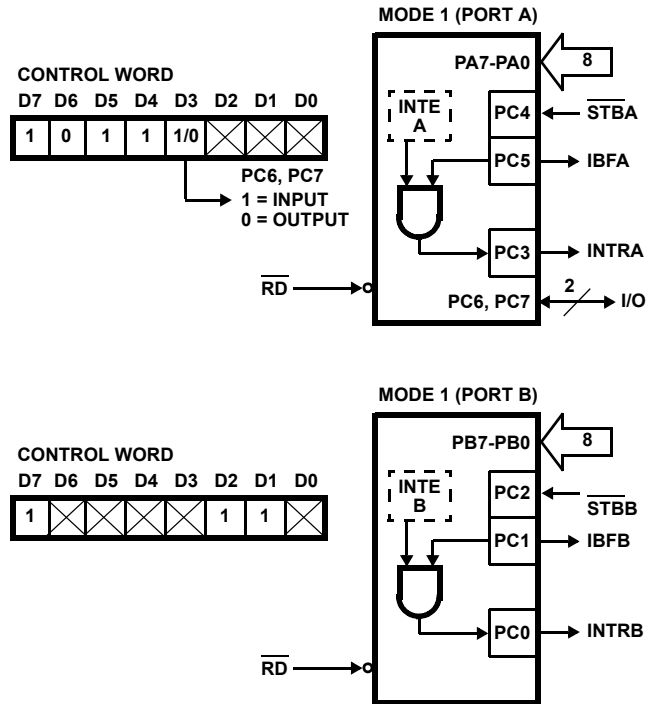 MODE 1 (PORT A)
CONTROL WORD
D7 D6 D5 D4 D3 D2 D1 D0
1 0 1 1 1/0
PC6, PC7
1 = INPUT
0 = OUTPUT
PA7-PA0
8
INTE
A
PC4
STBA
PC5
IBFA
PC3
INTRA
RD
PC6, PC7
2
I/O
MODE 1 (PORT B)
CONTROL WORD
D7 D6 D5 D4 D3 D2 D1 D0
1 1 1
PB7-PB0
8
INTE
B
PC2
STBB
PC1
IBFB
PC0
INTRB
RD